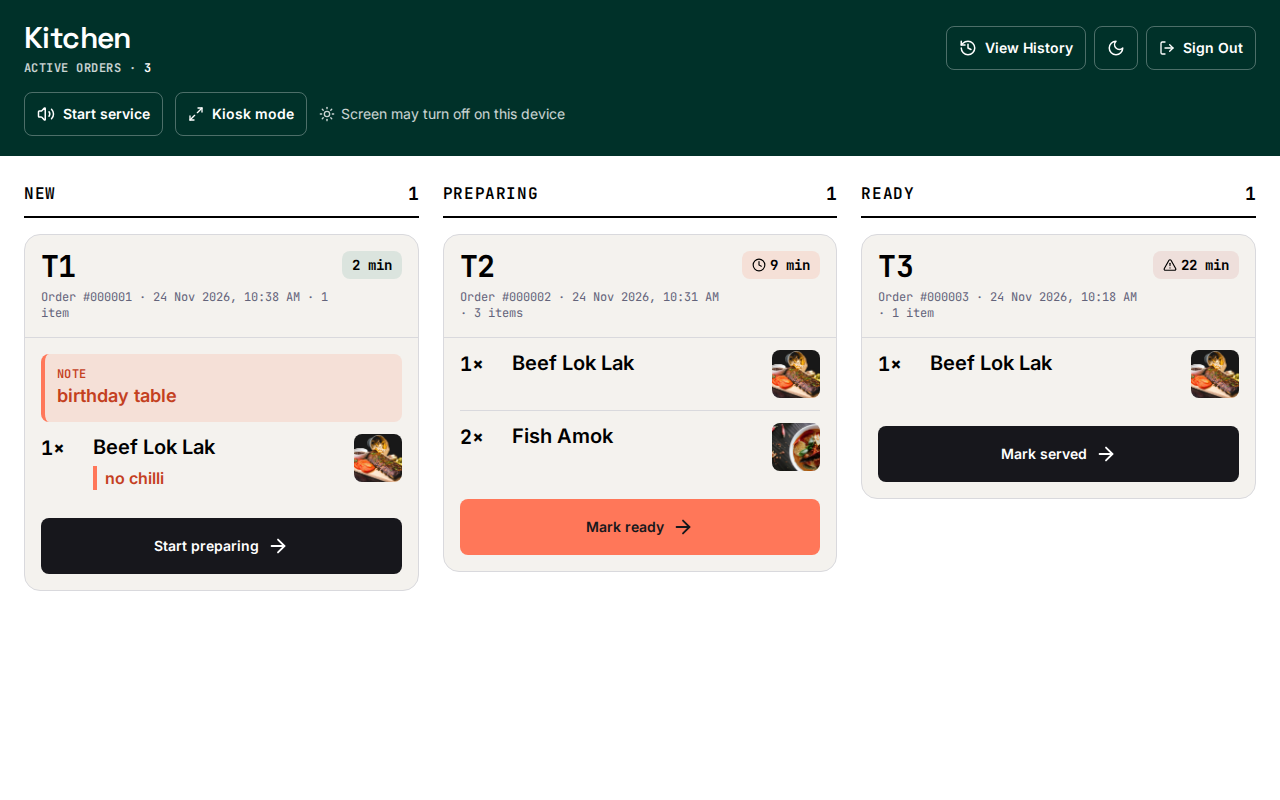 Kitchen
ACTIVE ORDERS · 3
View History
Sign Out
Start service
Kiosk mode
Screen may turn off on this device
NEW 1
T1
2 min
Order #000001 · 24 Nov 2026, 10:38 AM · 1
item
NOTE
birthday table
1× Beef Lok Lak
no chilli
Start preparing
PREPARING 1
T2
9 min
Order #000002 · 24 Nov 2026, 10:31 AM
· 3 items
1× Beef Lok Lak
2× Fish Amok
Mark ready
READY 1
T3
22 min
Order #000003 · 24 Nov 2026, 10:18 AM
· 1 item
1× Beef Lok Lak
Mark served